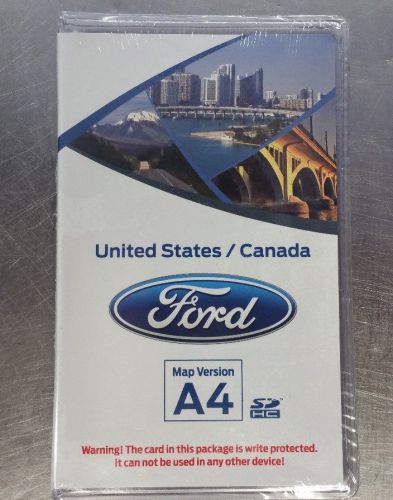 United States / Canada
Ford
Map Version
A4
SD
HC
Warning! The card in this package is write protected.
It can not be used in any other device!